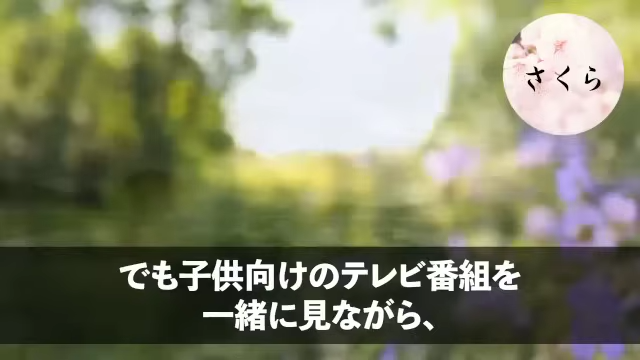 さくら
でも子供向けのテレビ番組を
一緒に見ながら、